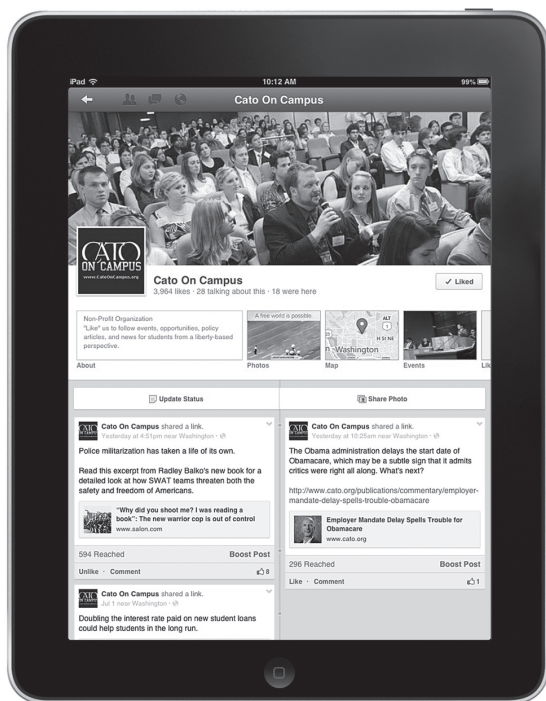 iPad
10:12 AM
99%
Cato On Campus
CATO
ON CAMPUS
www.CatoOnCampus.org
Cato On Campus
3,964 likes · 28 talking about this · 18 were here
✓ Liked
Non-Profit Organization
"Like" us to follow events, opportunities, policy
articles, and news for students from a liberty-based
perspective.
A free world is possible.
ALT
1
H St NE
Washington
About
Photos
Map
Events
Lik
Update Status
Share Photo
Cato On Campus shared a link.
Yesterday at 4:51pm near Washington ·
Police militarization has taken a life of its own.
Read this excerpt from Radley Balko's new book for a
detailed look at how SWAT teams threaten both the
safety and freedom of Americans.
"Why did you shoot me? I was reading a
book": The new warrior cop is out of control
www.salon.com
594 Reached
Boost Post
Unlike · Comment
8
Cato On Campus shared a link.
Jul 1 near Washington ·
Doubling the interest rate paid on new student loans
could help students in the long run.
Cato On Campus shared a link.
Yesterday at 10:25am near Washington ·
The Obama administration delays the start date of
Obamacare, which may be a subtle sign that it admits
critics were right all along. What's next?
http://www.cato.org/publications/commentary/employer-
mandate-delay-spells-trouble-obamacare
Employer Mandate Delay Spells Trouble for
Obamacare
www.cato.org
296 Reached
Boost Post
Like · Comment
1